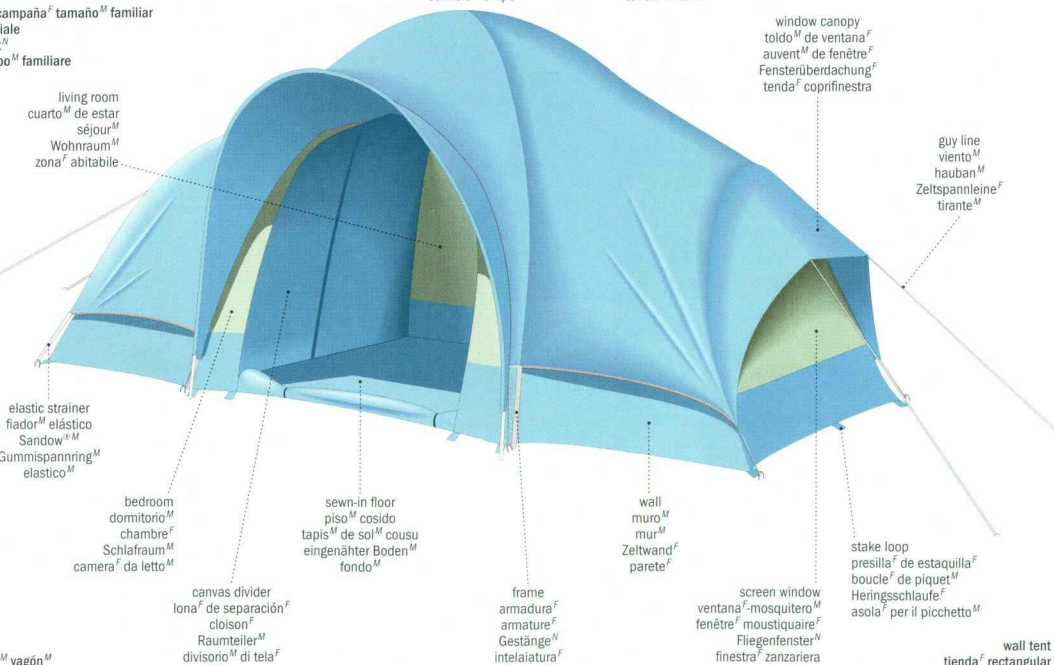 campaña F tamaño M familiar
iale
N
po M familiare
window canopy
toldo M de ventana F
auvent M de fenêtre F
Fensterüberdachung F
tenda F coprifinestra
living room
cuarto M de estar
séjour M
Wohnraum M
zona F abitabile
guy line
viento M
hauban M
Zeltspannleine F
tirante M
elastic strainer
fiador M elástico
Sandow® M
Gummispannring M
elastico M
bedroom
dormitorio M
chambre F
Schlafraum M
camera F da letto M
sewn-in floor
piso M cosido
tapis M de sol M cousu
eingenähter Boden M
fondo M
wall
muro M
mur M
Zeltwand F
parete F
stake loop
presilla F de estaquilla F
boucle F de piquet M
Heringsschlaufe F
asola F per il picchetto M
canvas divider
lona F de separación F
cloison F
Raumteiler M
divisorio M di tela F
frame
armadura F
armature F
Gestänge N
intelaiatura F
screen window
ventana F-mosquitero M
fenêtre F moustiquaire F
Fliegenfenster N
finestra F zanzariera
M vagón M
wall tent
tienda F rectangular